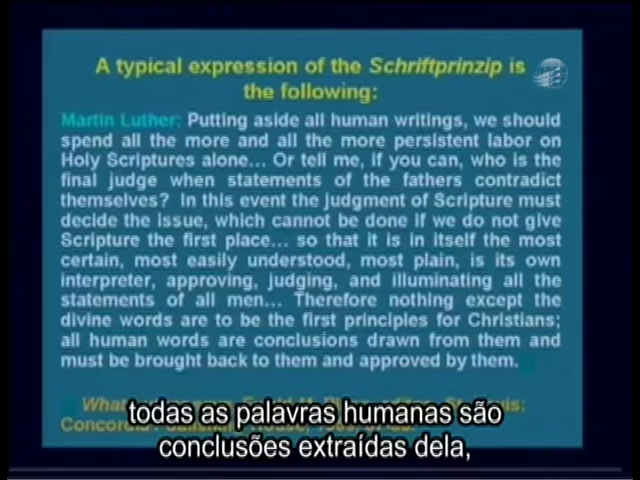 A typical expression of the Schriftprinzip is
the following:
Martin Luther: Putting aside all human writings, we should
spend all the more and all the more persistent labor on
Holy Scriptures alone... Or tell me, if you can, who is the
final judge when statements of the fathers contradict
themselves? In this event the judgment of Scripture must
decide the issue, which cannot be done if we do not give
Scripture the first place... so that it is in itself the most
certain, most easily understood, most plain, is its own
interpreter, approving, judging, and illuminating all the
statements of all men... Therefore nothing except the
divine words are to be the first principles for Christians;
all human words are conclusions drawn from them and
must be brought back to them and approved by them.
todas as palavras humanas são
conclusões extraídas dela,